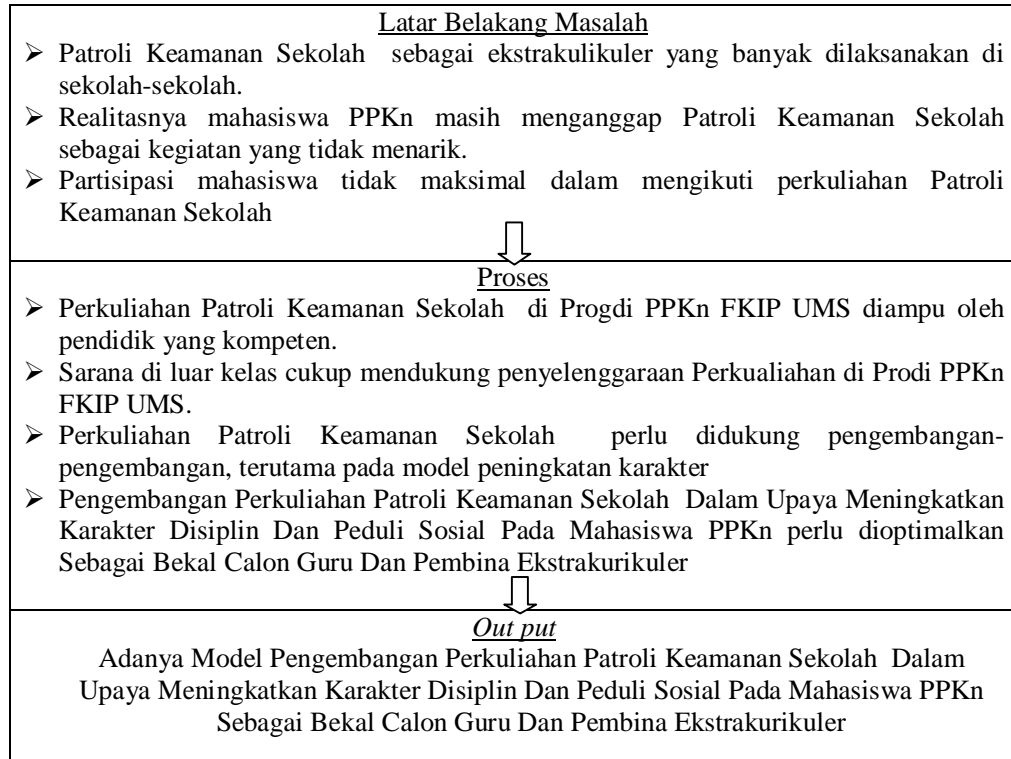 Latar Belakang Masalah
➢ Patroli Keamanan Sekolah sebagai ekstrakulikuler yang banyak dilaksanakan di
sekolah-sekolah.
➢ Realitasnya mahasiswa PPKn masih menganggap Patroli Keamanan Sekolah
sebagai kegiatan yang tidak menarik.
➢ Partisipasi mahasiswa tidak maksimal dalam mengikuti perkuliahan Patroli
Keamanan Sekolah
Proses
➢ Perkuliahan Patroli Keamanan Sekolah di Progdi PPKn FKIP UMS diampu oleh
pendidik yang kompeten.
➢ Sarana di luar kelas cukup mendukung penyelenggaraan Perkualiahan di Prodi PPKn
FKIP UMS.
➢ Perkuliahan Patroli Keamanan Sekolah perlu didukung pengembangan-
pengembangan, terutama pada model peningkatan karakter
➢ Pengembangan Perkuliahan Patroli Keamanan Sekolah Dalam Upaya Meningkatkan
Karakter Disiplin Dan Peduli Sosial Pada Mahasiswa PPKn perlu dioptimalkan
Sebagai Bekal Calon Guru Dan Pembina Ekstrakurikuler
Out put
Adanya Model Pengembangan Perkuliahan Patroli Keamanan Sekolah Dalam
Upaya Meningkatkan Karakter Disiplin Dan Peduli Sosial Pada Mahasiswa PPKn
Sebagai Bekal Calon Guru Dan Pembina Ekstrakurikuler